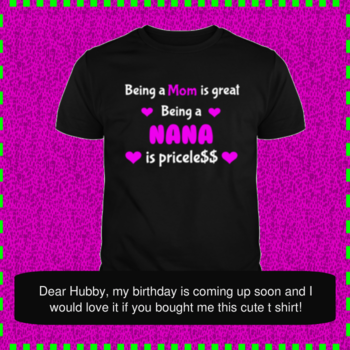 Being a Mom is great
Being a
NANA
is pricele$$
Dear Hubby, my birthday is coming up soon and I
would love it if you bought me this cute t shirt!